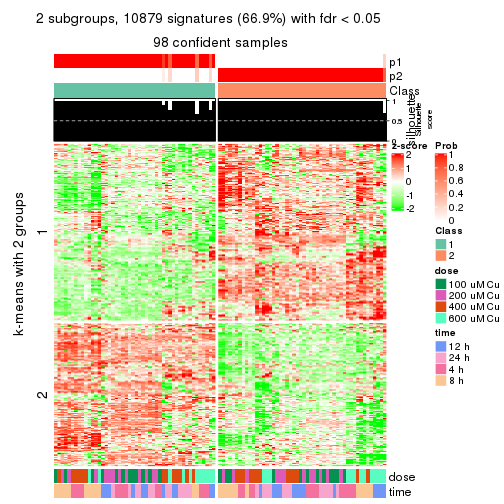 2 subgroups, 10879 signatures (66.9%) with fdr < 0.05
98 confident samples
p1
p2
Class
1
0.5
0
Silhouette
score
silhouette
k-means with 2 groups
1
2
z-score
2
1
0
-1
-2
Prob
1
0.8
0.6
0.4
0.2
0
Class
1
2
dose
100 uM Cu
200 uM Cu
400 uM Cu
600 uM Cu
time
12 h
24 h
4 h
8 h
dose
time